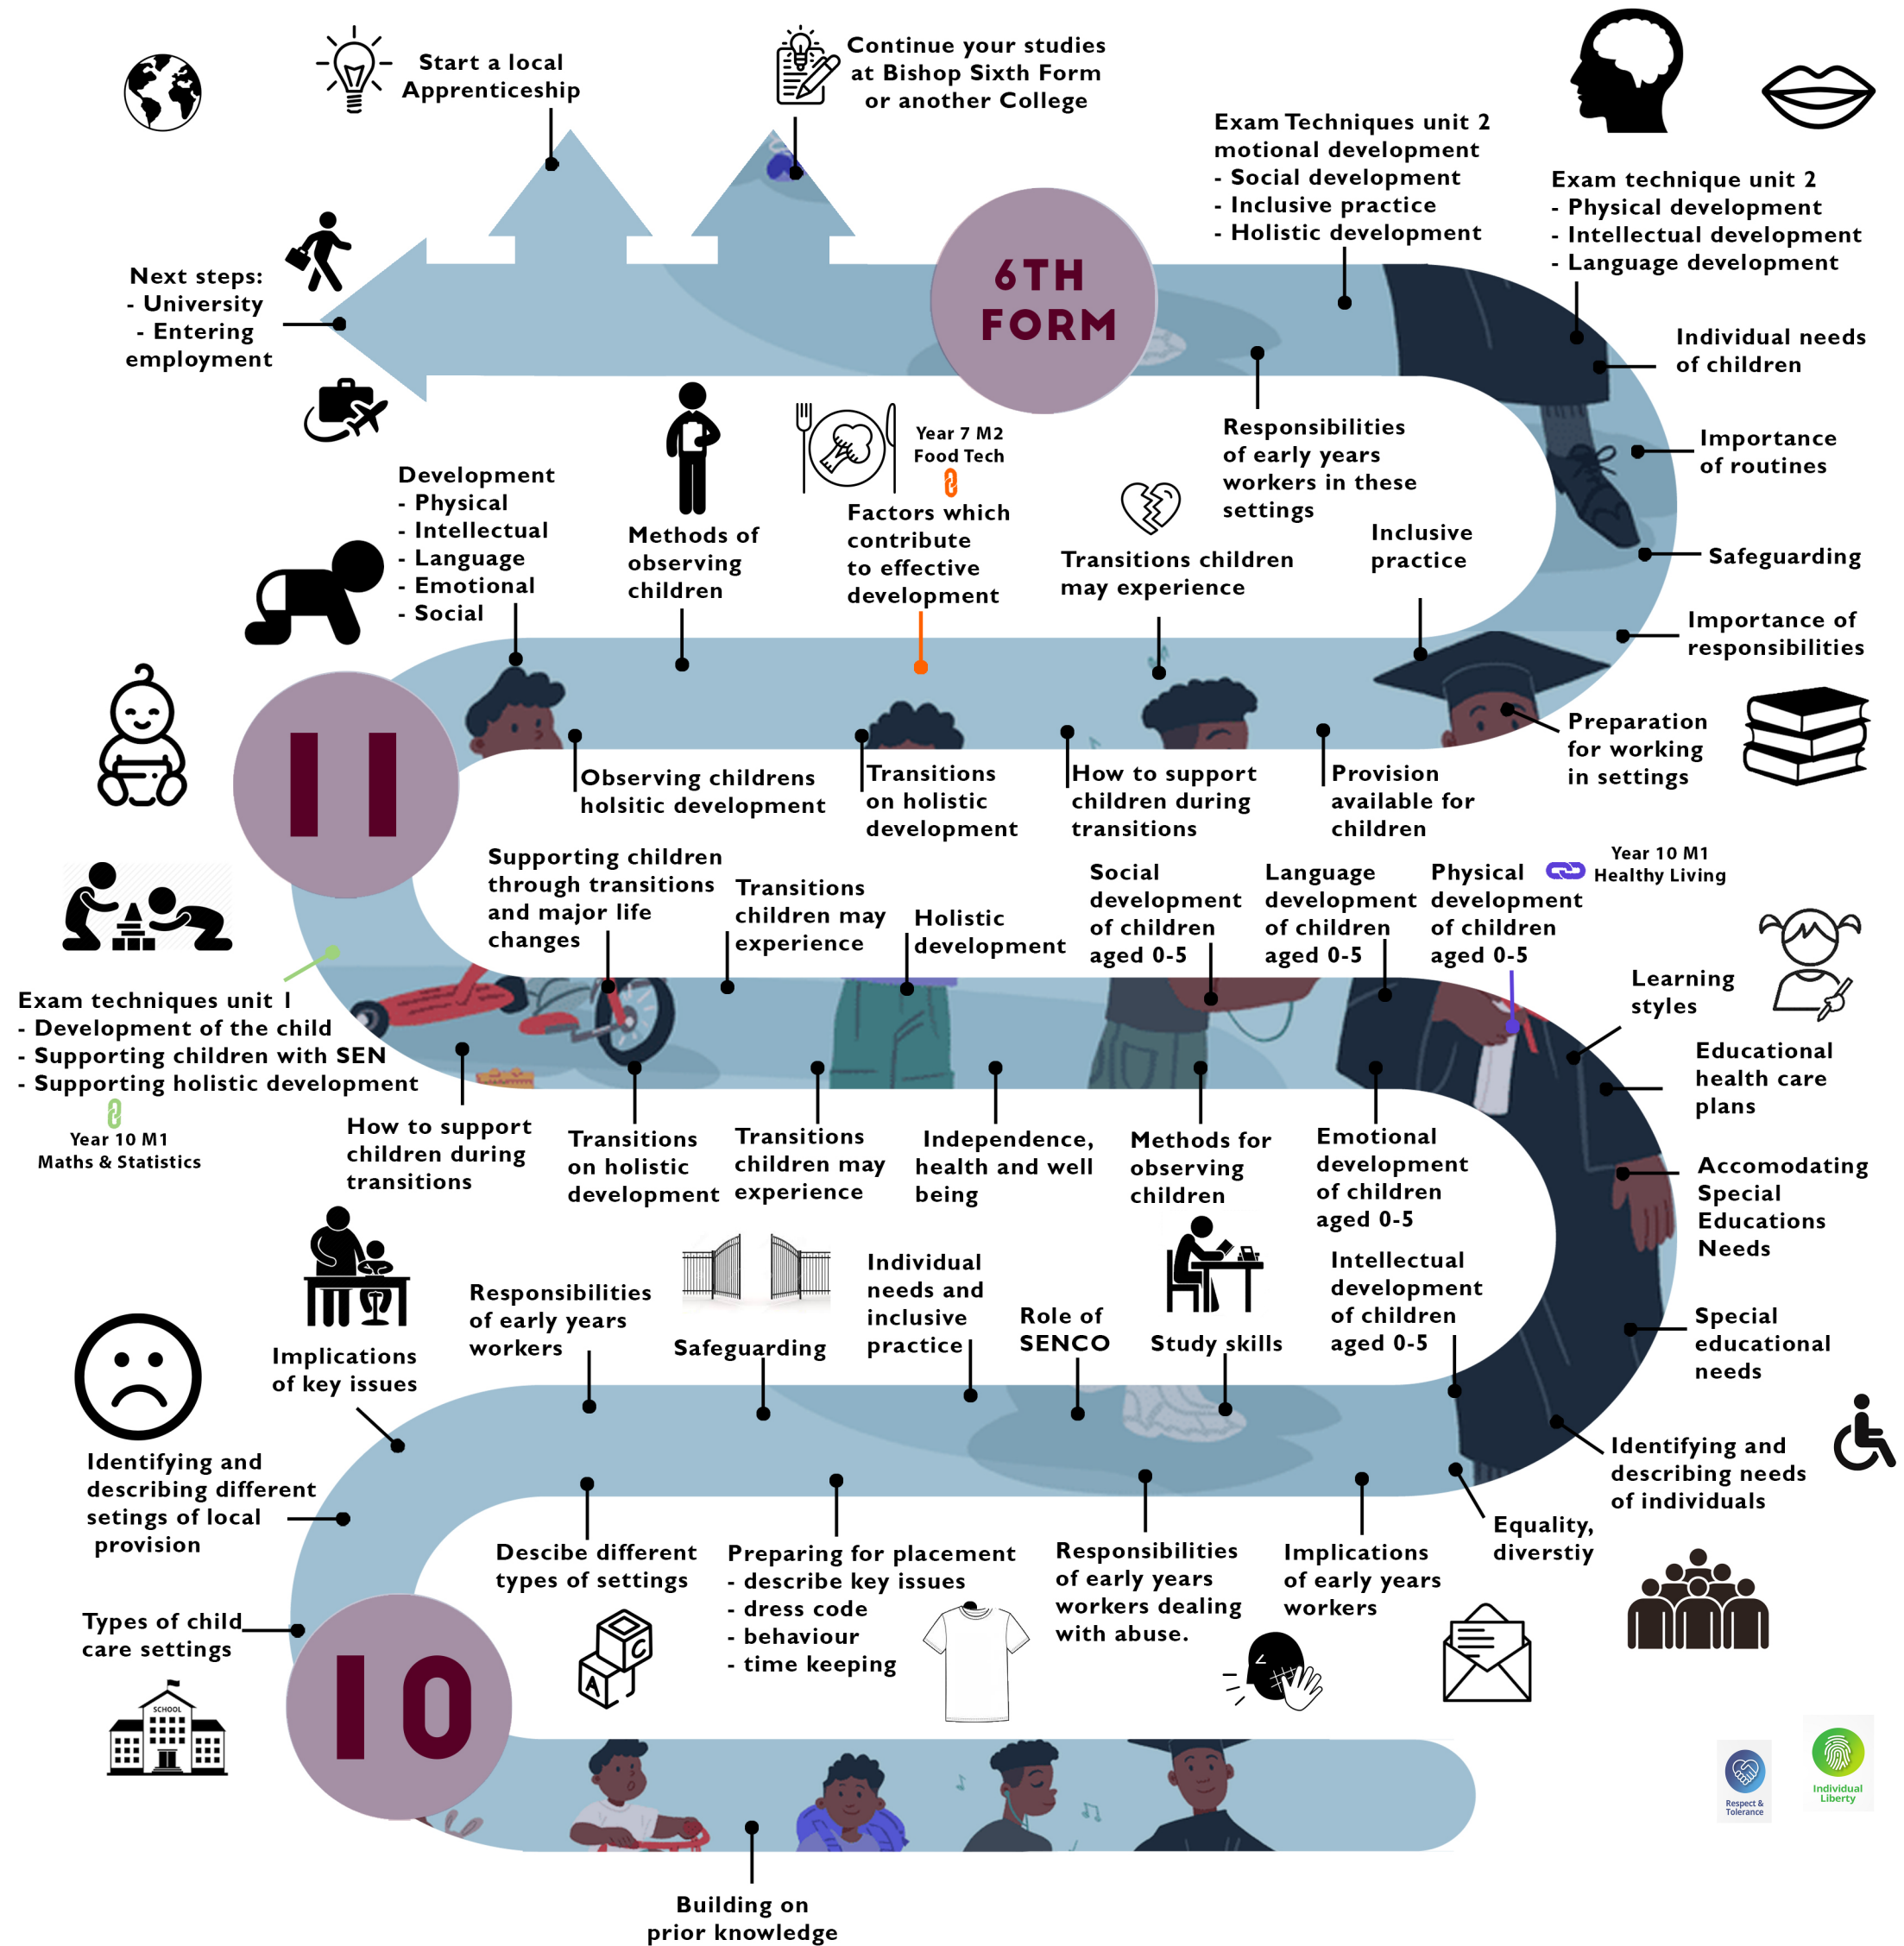 Start a local
Apprenticeship
Continue your studies
at Bishop Sixth Form
or another College
Exam Techniques unit 2
motional development
- Social development
- Inclusive practice
- Holistic development
Exam technique unit 2
- Physical development
- Intellectual development
- Language development
Next steps:
- University
- Entering
employment
6TH
FORM
Individual needs
of children
Importance
of routines
Safeguarding
Importance of
responsibilities
Preparation
for working
in settings
Responsibilities
of early years
workers in these
settings
Inclusive
practice
Transitions children
may experience
Year 7 M2
Food Tech
Factors which
contribute
to effective
development
Methods of
observing
children
Development
- Physical
- Intellectual
- Language
- Emotional
- Social
11
Observing childrens
holsitic development
Transitions
on holistic
development
How to support
children during
transitions
Provision
available for
children
Supporting children
through transitions
and major life
changes
Transitions
children may
experience
Holistic
development
Social
development
of children
aged 0-5
Language
development
of children
aged 0-5
Physical
development
of children
aged 0-5
Year 10 M1
Healthy Living
Learning
styles
Educational
health care
plans
Accomodating
Special
Educations
Needs
Special
educational
needs
Identifying and
describing needs
of individuals
Equality,
diverstiy
Exam techniques unit 1
- Development of the child
- Supporting children with SEN
- Supporting holistic development
Year 10 M1
Maths & Statistics
How to support
children during
transitions
Transitions
on holistic
development
Transitions
children may
experience
Independence,
health and well
being
Methods for
observing
children
Emotional
development
of children
aged 0-5
Intellectual
development
of children
aged 0-5
Study skills
Role of
SENCO
Individual
needs and
inclusive
practice
Safeguarding
Responsibilities
of early years
workers
Implications
of key issues
Identifying and
describing different
setings of local
provision
Types of child
care settings
SCHOOL
10
Descibe different
types of settings
A
C
Preparing for placement
- describe key issues
- dress code
- behaviour
- time keeping
Responsibilities
of early years
workers dealing
with abuse.
Implications
of early years
workers
Respect &
Tolerance
Individual
Liberty
Building on
prior knowledge